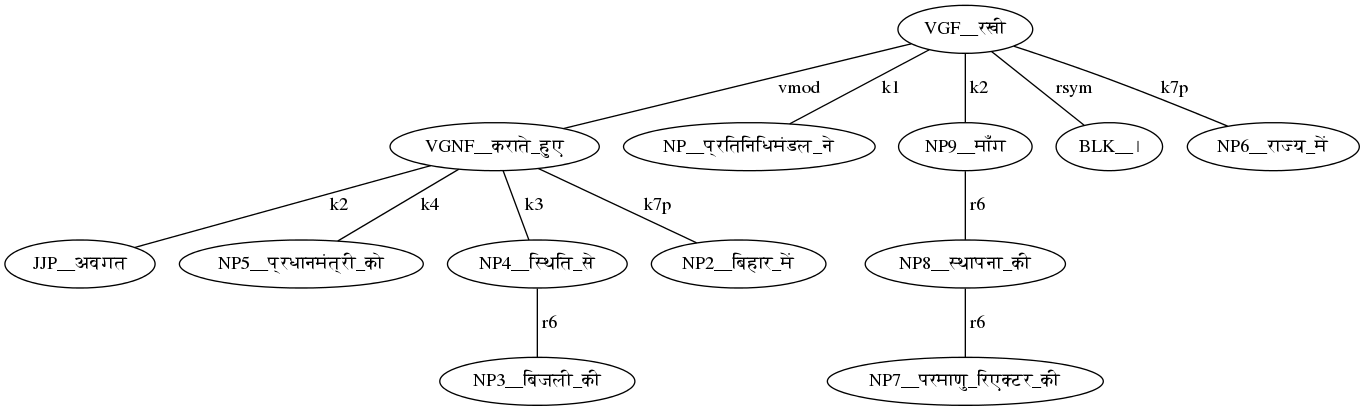 VGF__रखी
vmod k1 k2 rsym k7p
VGNF__कराते_हुए NP__प्रतिनिधिमंडल_ने NP9__माँग BLK__। NP6__राज्य_में
k2 k4 k3 k7p r6
JJP__अवगत NP5__प्रधानमंत्री_को NP4__स्थिति_से NP2__बिहार_में NP8__स्थापना_की
r6 r6
NP3__बिजली_की NP7__परमाणु_रिएक्टर_की